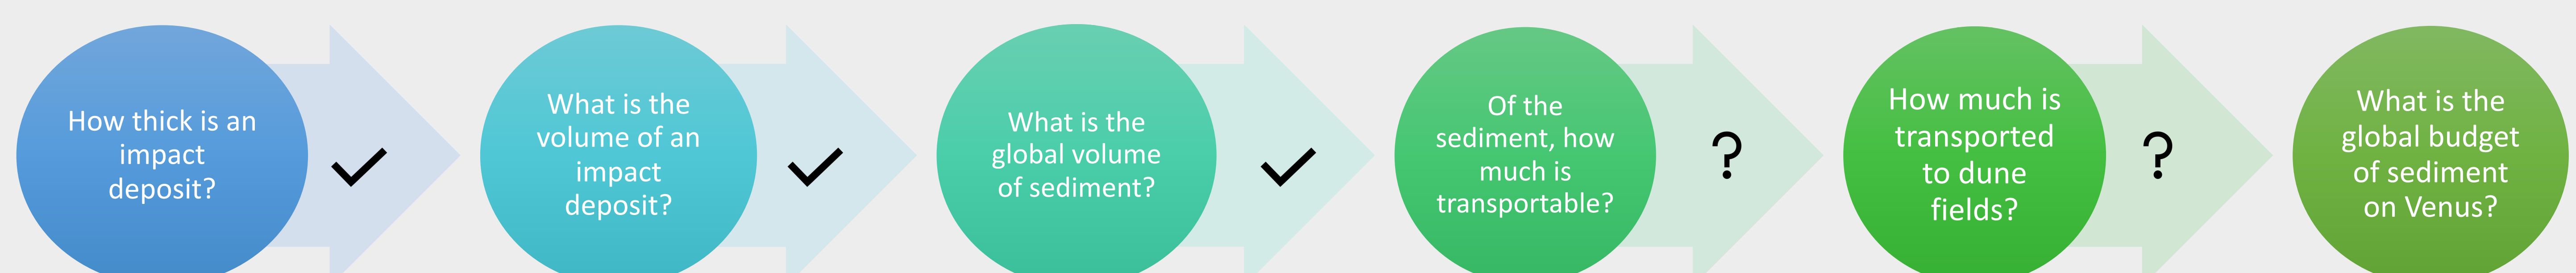 How thick is an
impact
deposit?
✓
What is the
volume of an
impact
deposit?
✓
What is the
global volume
of sediment?
✓
Of the
sediment, how
much is
transportable?
?
How much is
transported
to dune
fields?
?
What is the
global budget
of sediment
on Venus?